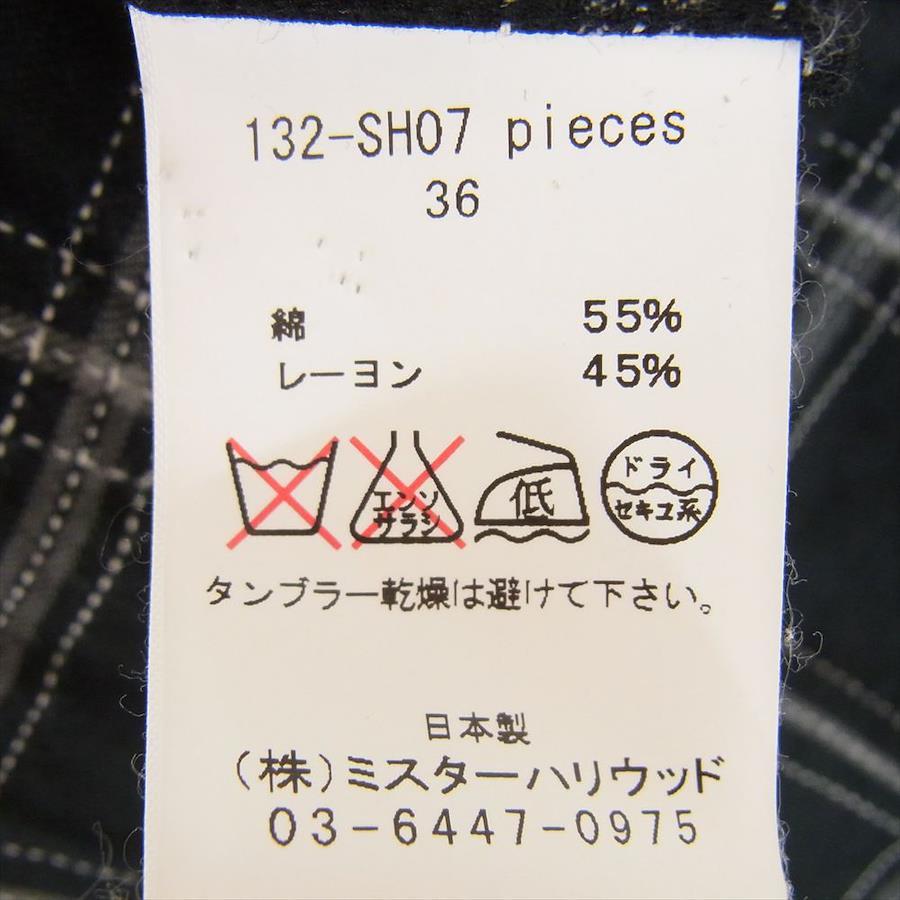 132-SH07 pieces
36
綿 55%
レーヨン 45%
エンソ
サラシ
低
ドライ
セキユ系
タンブラー乾燥は避けて下さい。
日本製
(株)ミスターハリウッド
03-6447-0975